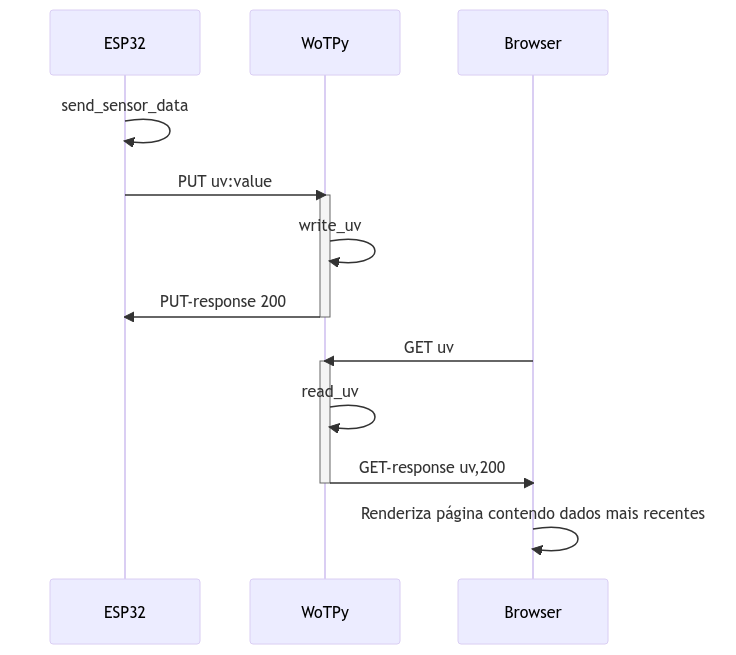 ESP32
WoTPy
Browser
send_sensor_data
PUT uv:value
write_uv
PUT-response 200
GET uv
read_uv
GET-response uv,200
Renderiza página contendo dados mais recentes
ESP32
WoTPy
Browser